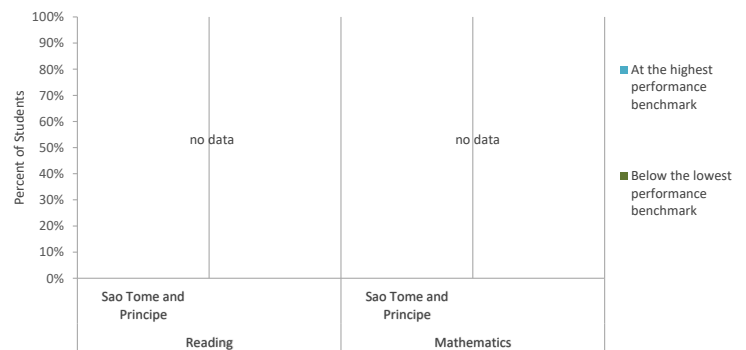 Percent of Students
100%
90%
80%
70%
60%
50%
40%
30%
20%
10%
0%
no data
no data
Sao Tome and
Principe
Sao Tome and
Principe
Reading
Mathematics
At the highest
performance
benchmark
Below the lowest
performance
benchmark